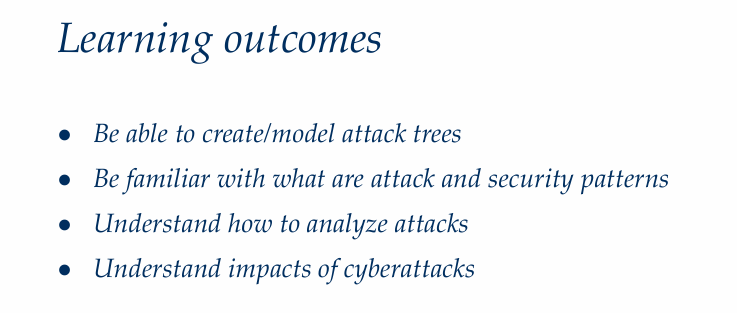 Learning outcomes
● Be able to create/model attack trees
● Be familiar with what are attack and security patterns
● Understand how to analyze attacks
● Understand impacts of cyberattacks